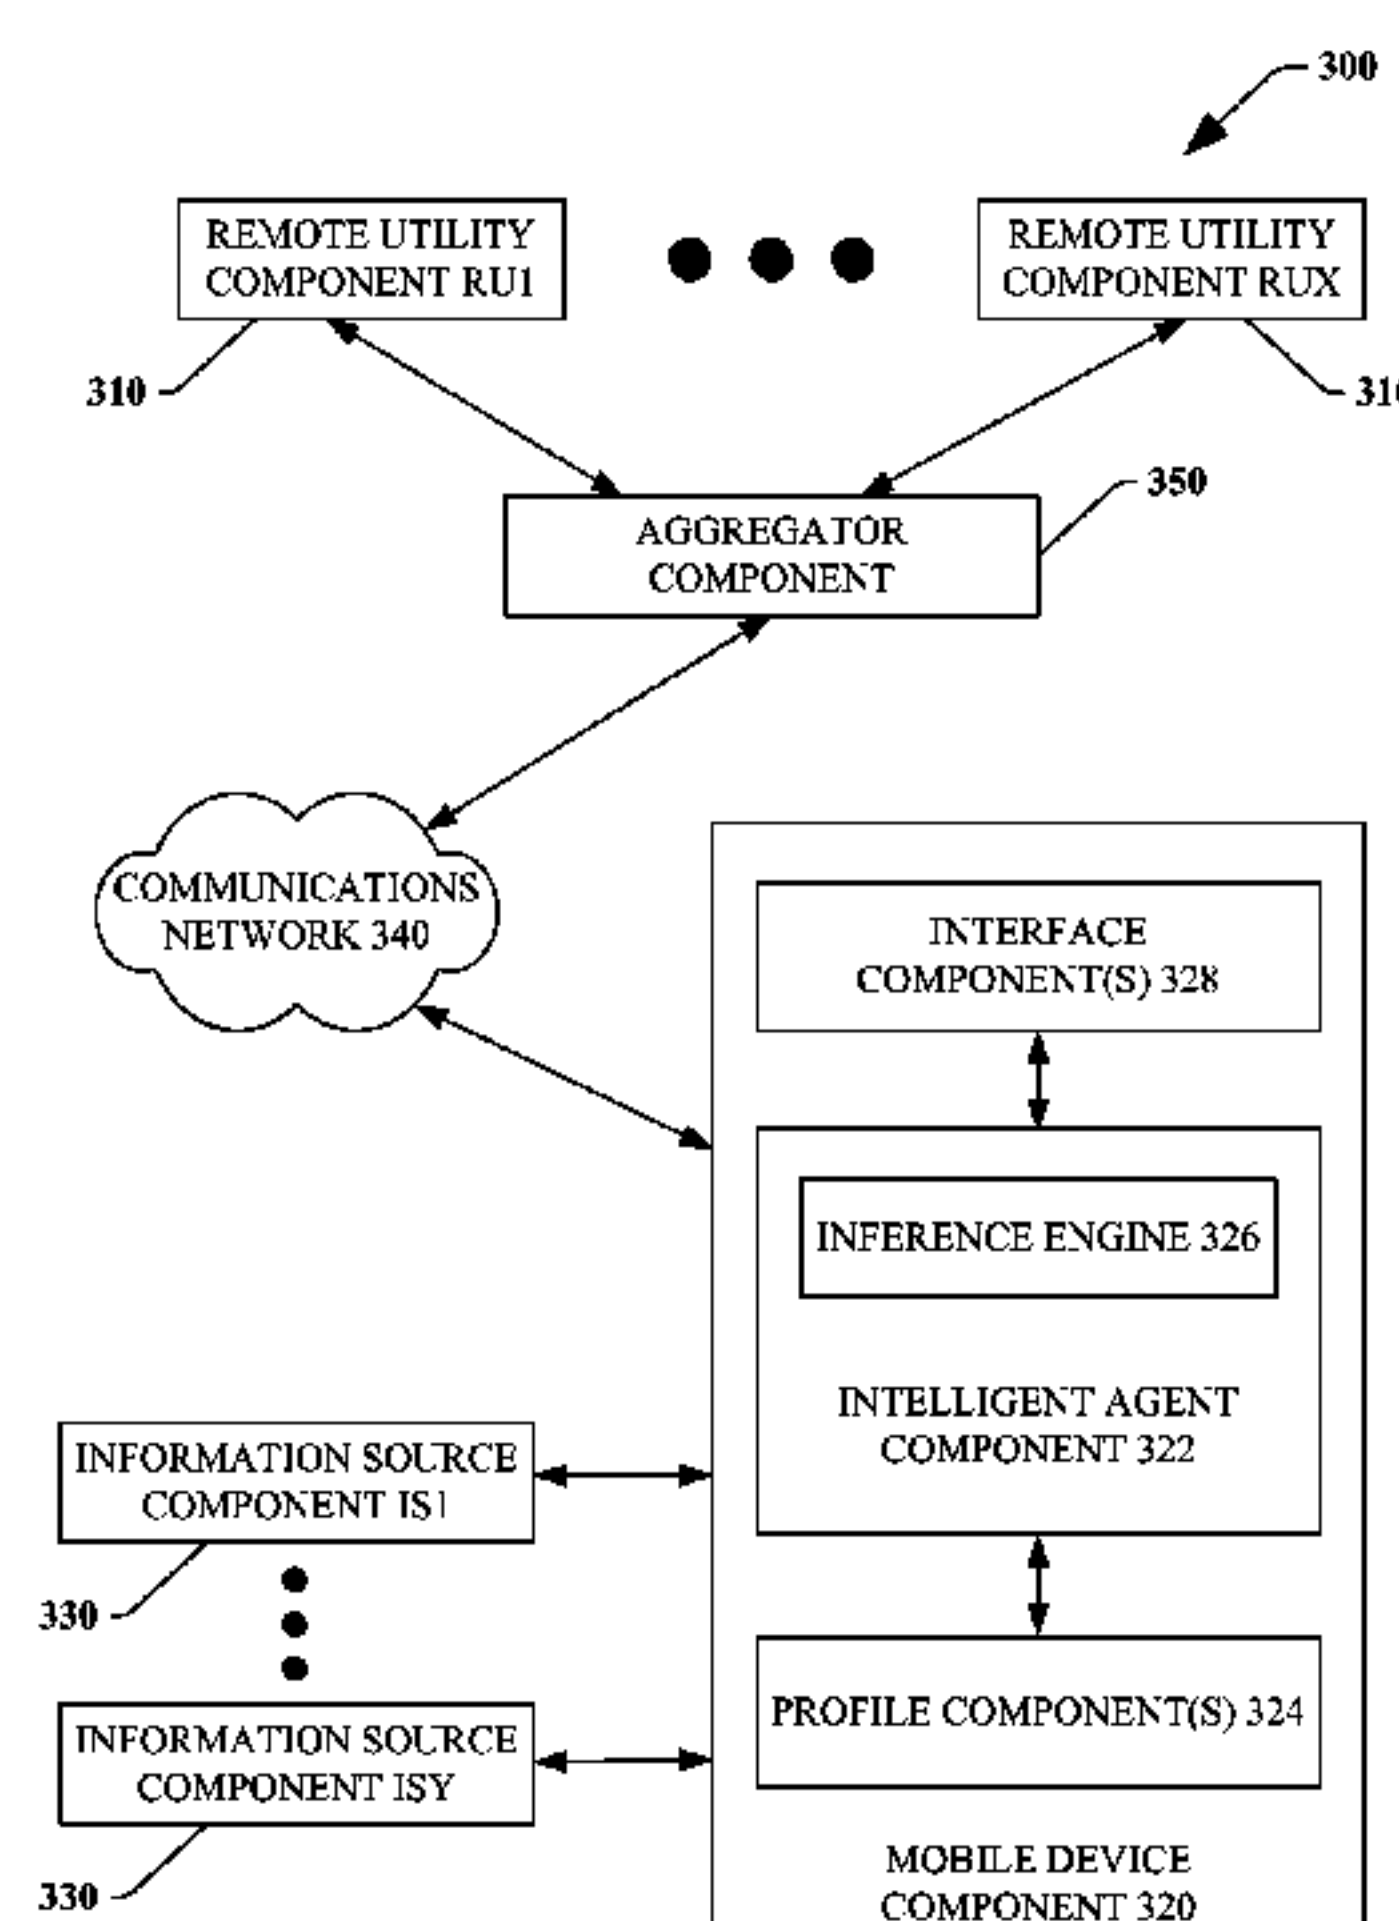 300
REMOTE UTILITY
COMPONENT RU1
REMOTE UTILITY
COMPONENT RUX
310
350
AGGREGATOR
COMPONENT
COMMUNICATIONS
NETWORK 340
INTERFACE
COMPONENT(S) 328
INFERENCE ENGINE 326
INTELLIGENT AGENT
COMPONENT 322
INFORMATION SOURCE
COMPONENT IS1
330
PROFILE COMPONENT(S) 324
INFORMATION SOURCE
COMPONENT ISY
330
MOBILE DEVICE
COMPONENT 320